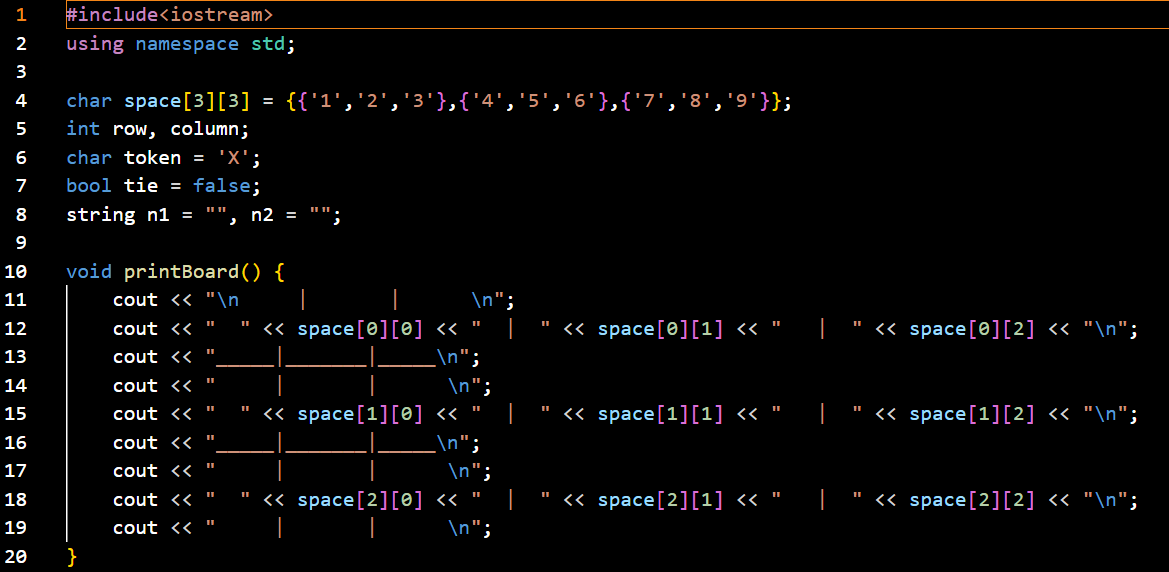 1 #include<iostream>
2 using namespace std;
3
4 char space[3][3] = {{'1','2','3'},{'4','5','6'},{'7','8','9'}};
5 int row, column;
6 char token = 'X';
7 bool tie = false;
8 string n1 = "", n2 = "";
9
10 void printBoard() {
11     cout << "\n     |       |      \n";
12     cout << "  " << space[0][0] << "  |  " << space[0][1] << "   |  " << space[0][2] << "\n";
13     cout << "_____|_______|_____\n";
14     cout << "     |       |      \n";
15     cout << "  " << space[1][0] << "  |  " << space[1][1] << "   |  " << space[1][2] << "\n";
16     cout << "_____|_______|_____\n";
17     cout << "     |       |      \n";
18     cout << "  " << space[2][0] << "  |  " << space[2][1] << "   |  " << space[2][2] << "\n";
19     cout << "     |       |      \n";
20 }